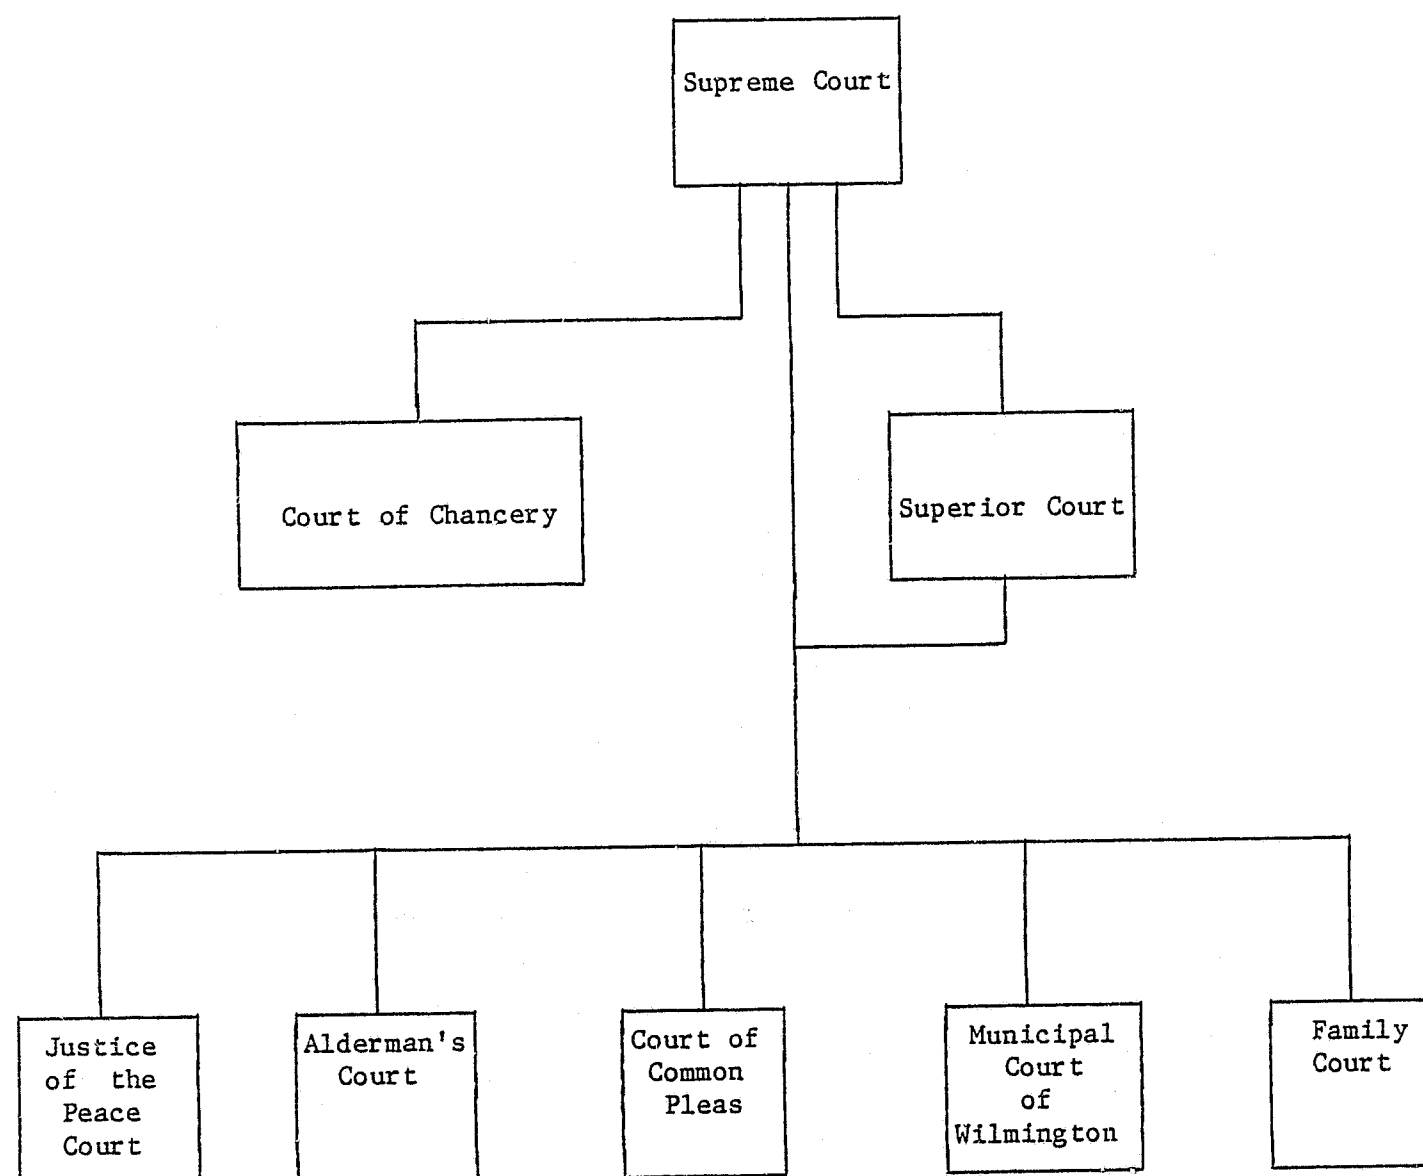 Supreme Court
Court of Chancery
Superior Court
Justice
of the
Peace
Court
Alderman's
Court
Court of
Common
Pleas
Municipal
Court
of
Wilmington
Family
Court